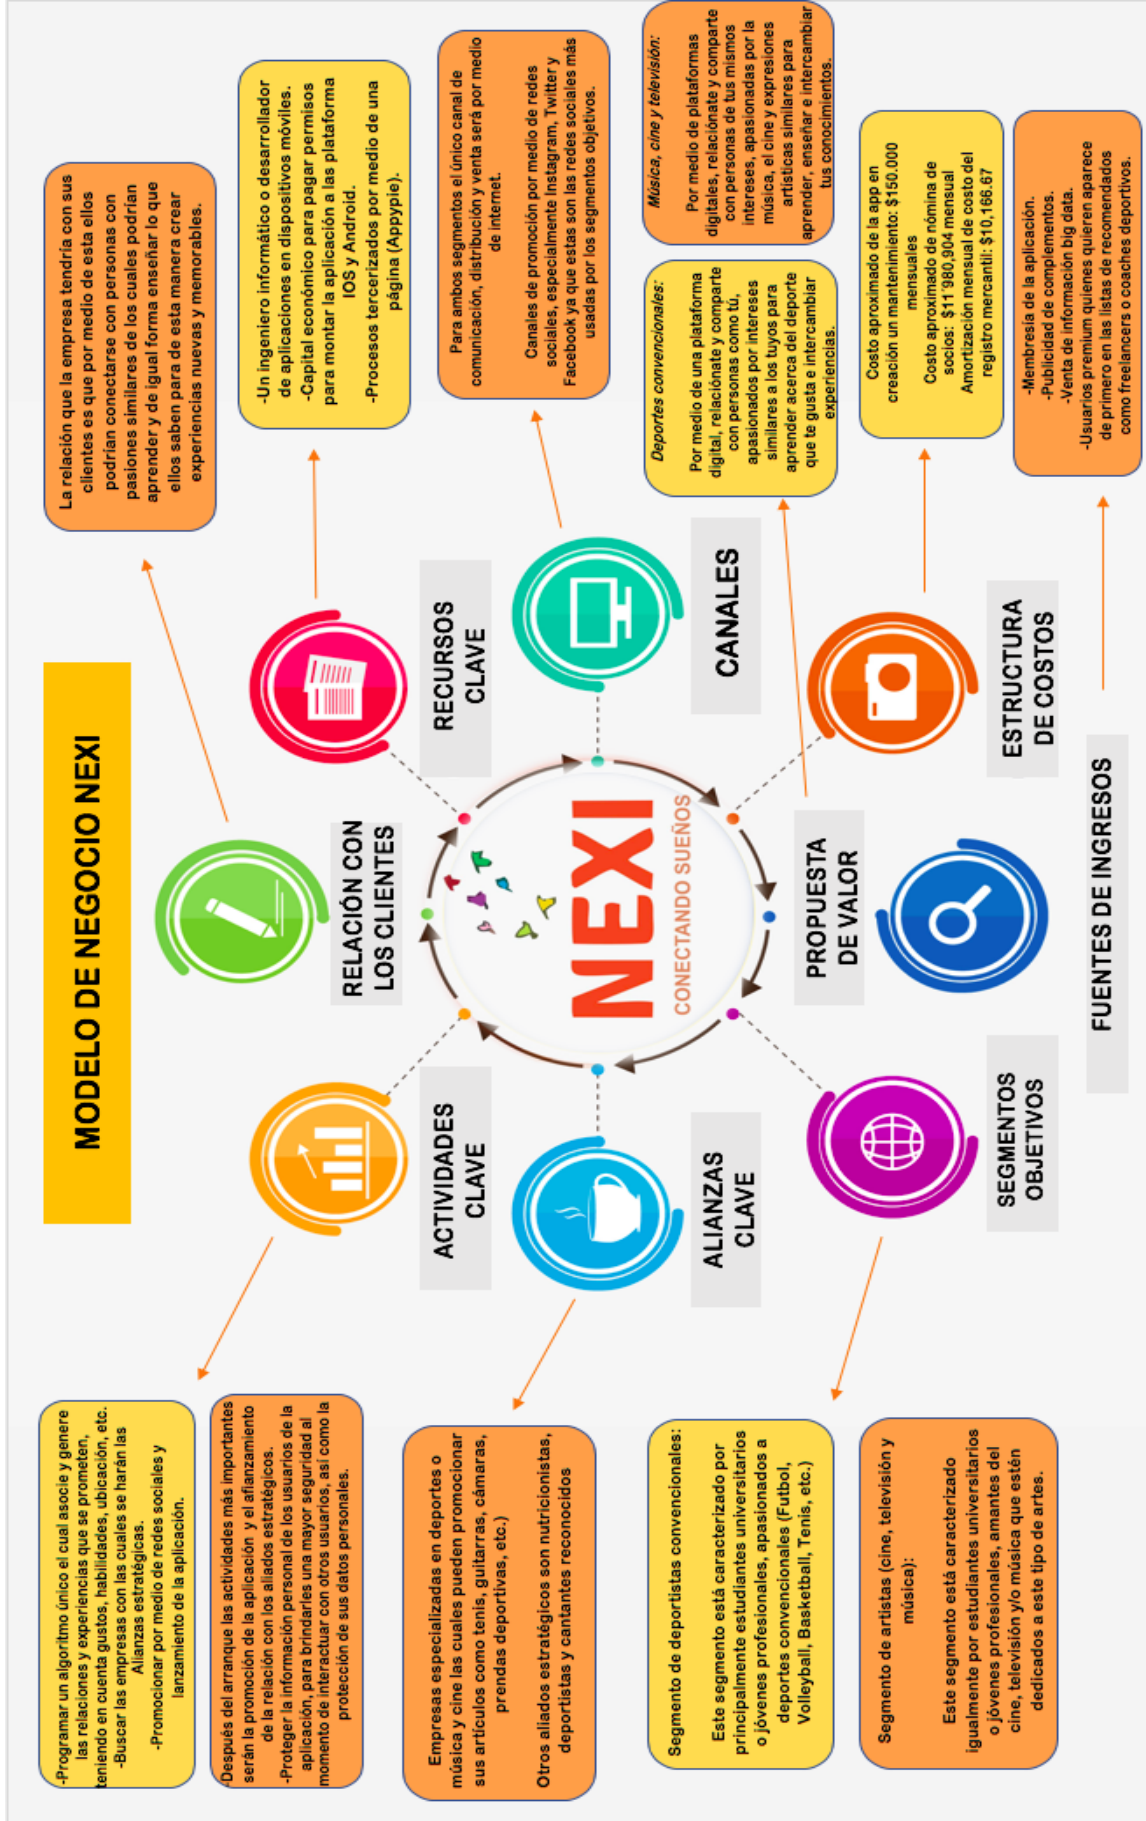 MODELO DE NEGOCIO NEXI
-Programar un algoritmo único el cual asocie y genere
las relaciones y experiencias que se prometen,
teniendo en cuenta gustos, habilidades, ubicación, etc.
-Buscar las empresas con las cuales se harán las
Alianzas estratégicas.
-Promocionar por medio de redes sociales y
lanzamiento de la aplicación.
-Después del arranque las actividades más importantes
serán la promoción de la aplicación y el afianzamiento
de la relación con los aliados estratégicos.
-Proteger la información personal de los usuarios de la
aplicación, para brindarles una mayor seguridad al
momento de interactuar con otros usuarios, así como la
protección de sus datos personales.
ACTIVIDADES
CLAVE
RELACIÓN CON
LOS CLIENTES
La relación que la empresa tendría con sus
clientes es que por medio de esta ellos
podrían conectarse con personas con
pasiones similares de los cuales podrían
aprender y de igual forma enseñar lo que
ellos saben para de esta manera crear
experiencias nuevas y memorables.
RECURSOS
CLAVE
-Un ingeniero informático o desarrollador
de aplicaciones en dispositivos móviles.
-Capital económico para pagar permisos
para montar la aplicación a las plataforma
IOS y Android.
-Procesos tercerizados por medio de una
página (Appypie).
Empresas especializadas en deportes o
música y cine las cuales pueden promocionar
sus artículos como tenis, guitarras, cámaras,
prendas deportivas, etc.)
Otros aliados estratégicos son nutricionistas,
deportistas y cantantes reconocidos
ALIANZAS
CLAVE
NEXI
CONECTANDO SUEÑOS
CANALES
Para ambos segmentos el único canal de
comunicación, distribución y venta será por medio
de internet.
Canales de promoción por medio de redes
sociales, especialmente Instagram, Twitter y
Facebook ya que estas son las redes sociales más
usadas por los segmentos objetivos.
Segmento de deportistas convencionales:
Este segmento está caracterizado por
principalmente estudiantes universitarios
o jóvenes profesionales, apasionados a
deportes convencionales (Futbol,
Volleyball, Basketball, Tenis, etc.)
Segmento de artistas (cine, televisión y
música):
Este segmento está caracterizado
igualmente por estudiantes universitarios
o jóvenes profesionales, amantes del
cine, televisión y/o música que estén
dedicados a este tipo de artes.
SEGMENTOS
OBJETIVO
PROPUESTA
DE VALOR
Deportes convencionales:
Por medio de una plataforma
digital, relaciónate y comparte
con personas como tú,
apasionados por intereses
similares a los tuyos para
aprender acerca del deporte
que te gusta e intercambiar
experiencias.
Música, cine y televisión:
Por medio de plataformas
digitales, relaciónate y comparte
con personas de tus mismos
intereses, apasionadas por la
música, el cine y expresiones
artísticas similares para
aprender, enseñar e intercambiar
tus conocimientos.
ESTRUCTURA
DE COSTOS
Costo aproximado de la app en
creación un mantenimiento: $150.000
mensuales
Costo aproximado de nómina de
socios: $11'980,904 mensual
Amortización mensual de costo del
registro mercantil: $10,166.67
FUENTES DE INGRESOS
-Membresia de la aplicación.
-Publicidad de complementos.
-Venta de información big data.
-Usuarios premium quienes quieren aparece
de primero en las listas de recomendados
como freelancers o coaches deportivos.